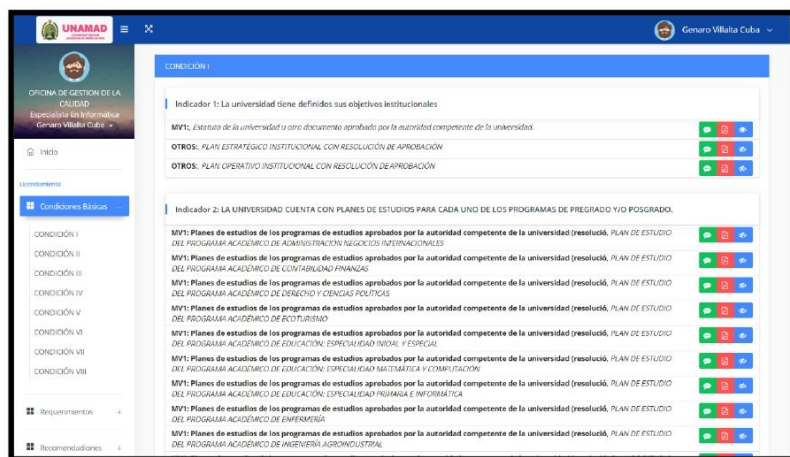 UNAMAD
Genaro Villalta Cuba
OFICINA DE GESTION DE LA
CALIDAD
Especialista En Informática
Genaro Villalta Cuba
Inicio
Licenciamiento
Condiciones Básicas
CONDICIÓN I
CONDICIÓN II
CONDICIÓN III
CONDICIÓN IV
CONDICIÓN V
CONDICIÓN VI
CONDICIÓN VII
CONDICIÓN VIII
Requerimientos +
Recomendaciones +
CONDICIÓN I
Indicador 1: La universidad tiene definidos sus objetivos institucionales
MV1:, Estatuto de la universidad u otro documento aprobado por la autoridad competente de la universidad.
OTROS:, PLAN ESTRATÉGICO INSTITUCIONAL CON RESOLUCIÓN DE APROBACIÓN
OTROS:, PLAN OPERATIVO INSTITUCIONAL CON RESOLUCIÓN DE APROBACIÓN
Indicador 2: LA UNIVERSIDAD CUENTA CON PLANES DE ESTUDIOS PARA CADA UNO DE LOS PROGRAMAS DE PREGRADO Y/O POSGRADO.
MV1: Planes de estudios de los programas de estudios aprobados por la autoridad competente de la universidad (resolució, PLAN DE ESTUDIO
DEL PROGRAMA ACADÉMICO DE ADMINISTRACIÓN NEGOCIOS INTERNACIONALES
MV1: Planes de estudios de los programas de estudios aprobados por la autoridad competente de la universidad (resolució, PLAN DE ESTUDIO
DEL PROGRAMA ACADÉMICO DE CONTABILIDAD FINANZAS
MV1: Planes de estudios de los programas de estudios aprobados por la autoridad competente de la universidad (resolució, PLAN DE ESTUDIO
DEL PROGRAMA ACADÉMICO DE DERECHO Y CIENCIAS POLÍTICAS
MV1: Planes de estudios de los programas de estudios aprobados por la autoridad competente de la universidad (resolució, PLAN DE ESTUDIO
DEL PROGRAMA ACADÉMICO DE ECOTURISMO
MV1: Planes de estudios de los programas de estudios aprobados por la autoridad competente de la universidad (resolució, PLAN DE ESTUDIO
DEL PROGRAMA ACADÉMICO DE EDUCACIÓN: ESPECIALIDAD INICIAL Y ESPECIAL
MV1: Planes de estudios de los programas de estudios aprobados por la autoridad competente de la universidad (resolució, PLAN DE ESTUDIO
DEL PROGRAMA ACADÉMICO DE EDUCACIÓN: ESPECIALIDAD MATEMÁTICA Y COMPUTACIÓN
MV1: Planes de estudios de los programas de estudios aprobados por la autoridad competente de la universidad (resolució, PLAN DE ESTUDIO
DEL PROGRAMA ACADÉMICO DE EDUCACIÓN: ESPECIALIDAD PRIMARIA E INFORMÁTICA
MV1: Planes de estudios de los programas de estudios aprobados por la autoridad competente de la universidad (resolució, PLAN DE ESTUDIO
DEL PROGRAMA ACADÉMICO DE ENFERMERÍA
MV1: Planes de estudios de los programas de estudios aprobados por la autoridad competente de la universidad (resolució, PLAN DE ESTUDIO
DEL PROGRAMA ACADÉMICO DE INGENIERÍA AGROINDUSTRIAL